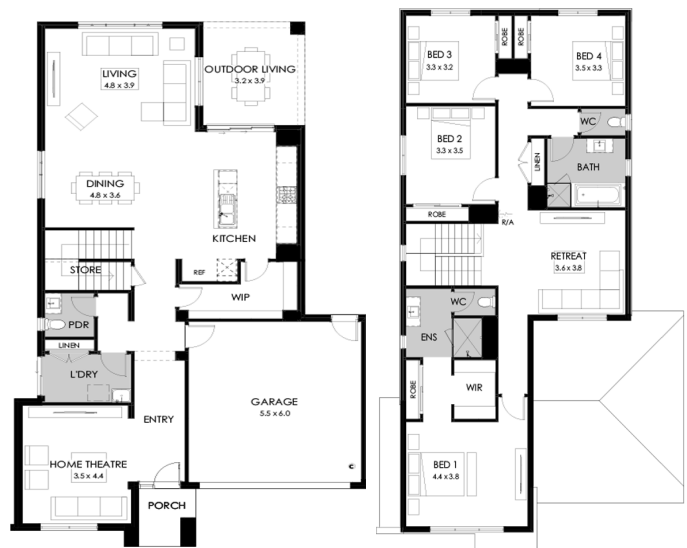 LIVING
4.8 x 3.9
OUTDOOR LIVING
3.2 x 3.9
DINING
4.8 x 3.6
KITCHEN
STORE
REF
WIP
PDR
LINEN
L'DRY
ENTRY
GARAGE
5.5 x 6.0
HOME THEATRE
3.5 x 4.4
PORCH
BED 3
3.3 x 3.2
ROBE
ROBE
BED 4
3.5 x 3.3
WC
BED 2
3.3 x 3.5
LINEN
BATH
ROBE
R/A
RETREAT
3.6 x 3.8
WC
ENS
ROBE
WIR
BED 1
4.4 x 3.8